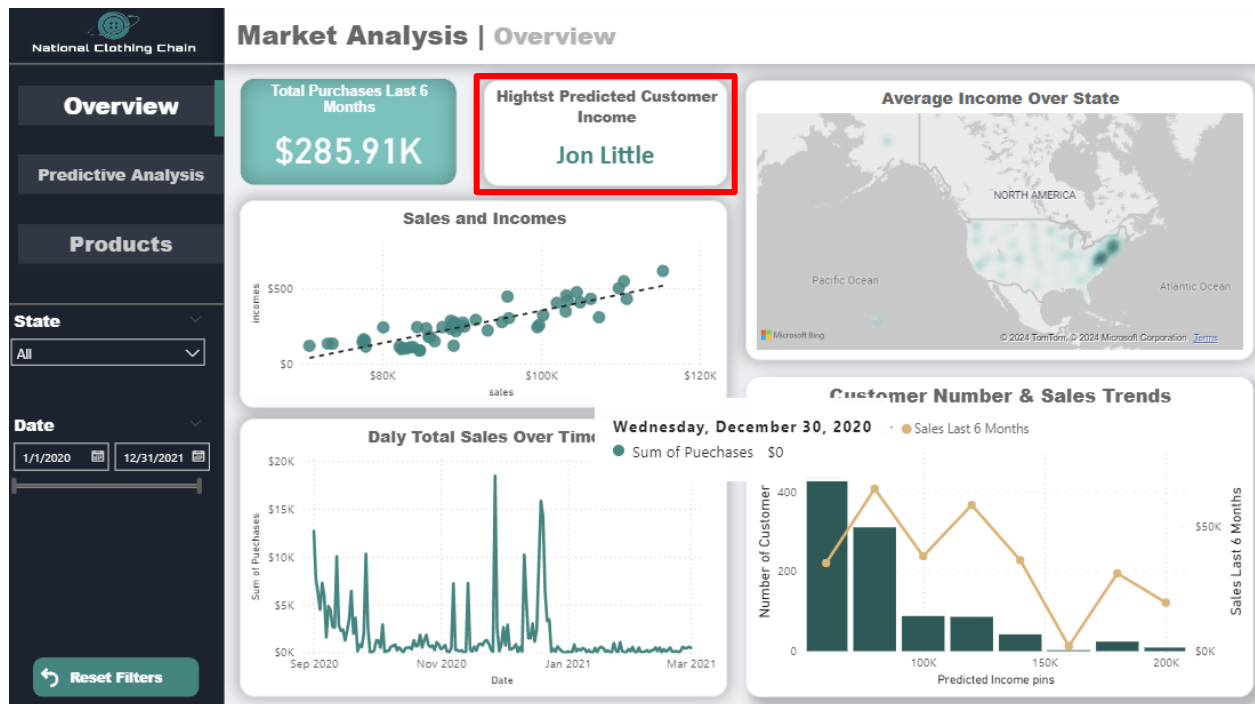 National Clothing Chain
Market Analysis | Overview
Overview
Predictive Analysis
Products
State
All
Date
1/1/2020
12/31/2021
Reset Filters
Total Purchases Last 6
Months
$285.91K
Hightst Predicted Customer
Income
Jon Little
Average Income Over State
NORTH AMERICA
Pacific Ocean
Atlantic Ocean
Microsoft Bing
© 2024 TomTom, © 2024 Microsoft Corporation Terms
Sales and Incomes
incomes
$500
$0
$80K
$100K
$120K
sales
Daly Total Sales Over Time
Sum of Puechases
$20K
$15K
$10K
$5K
$0K
Sep 2020
Nov 2020
Jan 2021
Mar 2021
Date
Wednesday, December 30, 2020
Sum of Puechases $0
Customer Number & Sales Trends
Sales Last 6 Months
Number of Customer
400
200
0
100K
150K
200K
Predicted Income pins
$50K
$0K
Sales Last 6 Months